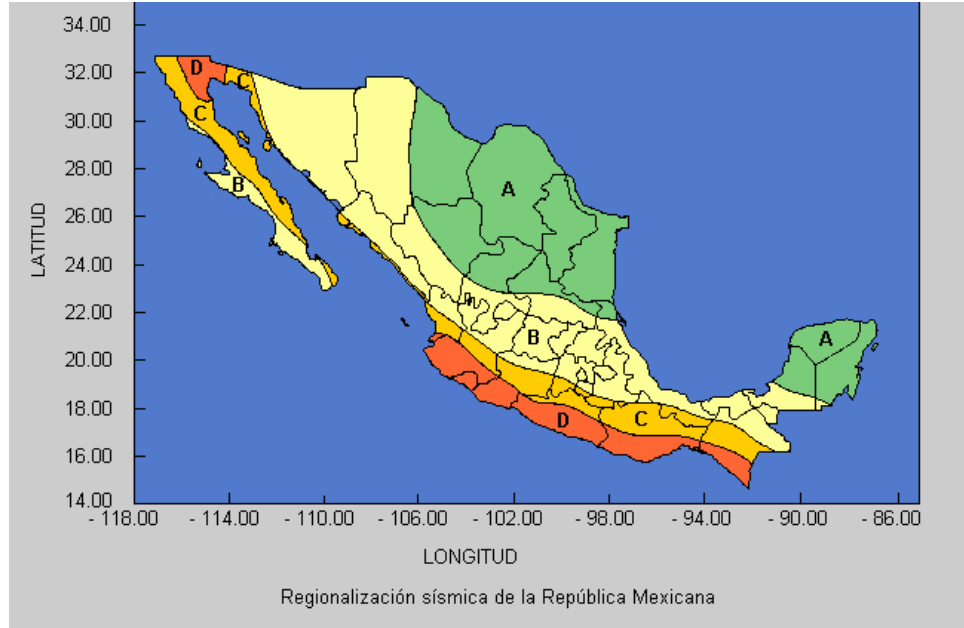 34.00
32.00
30.00
28.00
26.00
24.00
22.00
20.00
18.00
16.00
14.00
LATITUD
D
C
C
B
A
B
A
D
C
- 118.00 - 114.00 - 110.00 - 106.00 - 102.00 - 98.00 - 94.00 - 90.00 - 86.00
LONGITUD
Regionalización sísmica de la República Mexicana